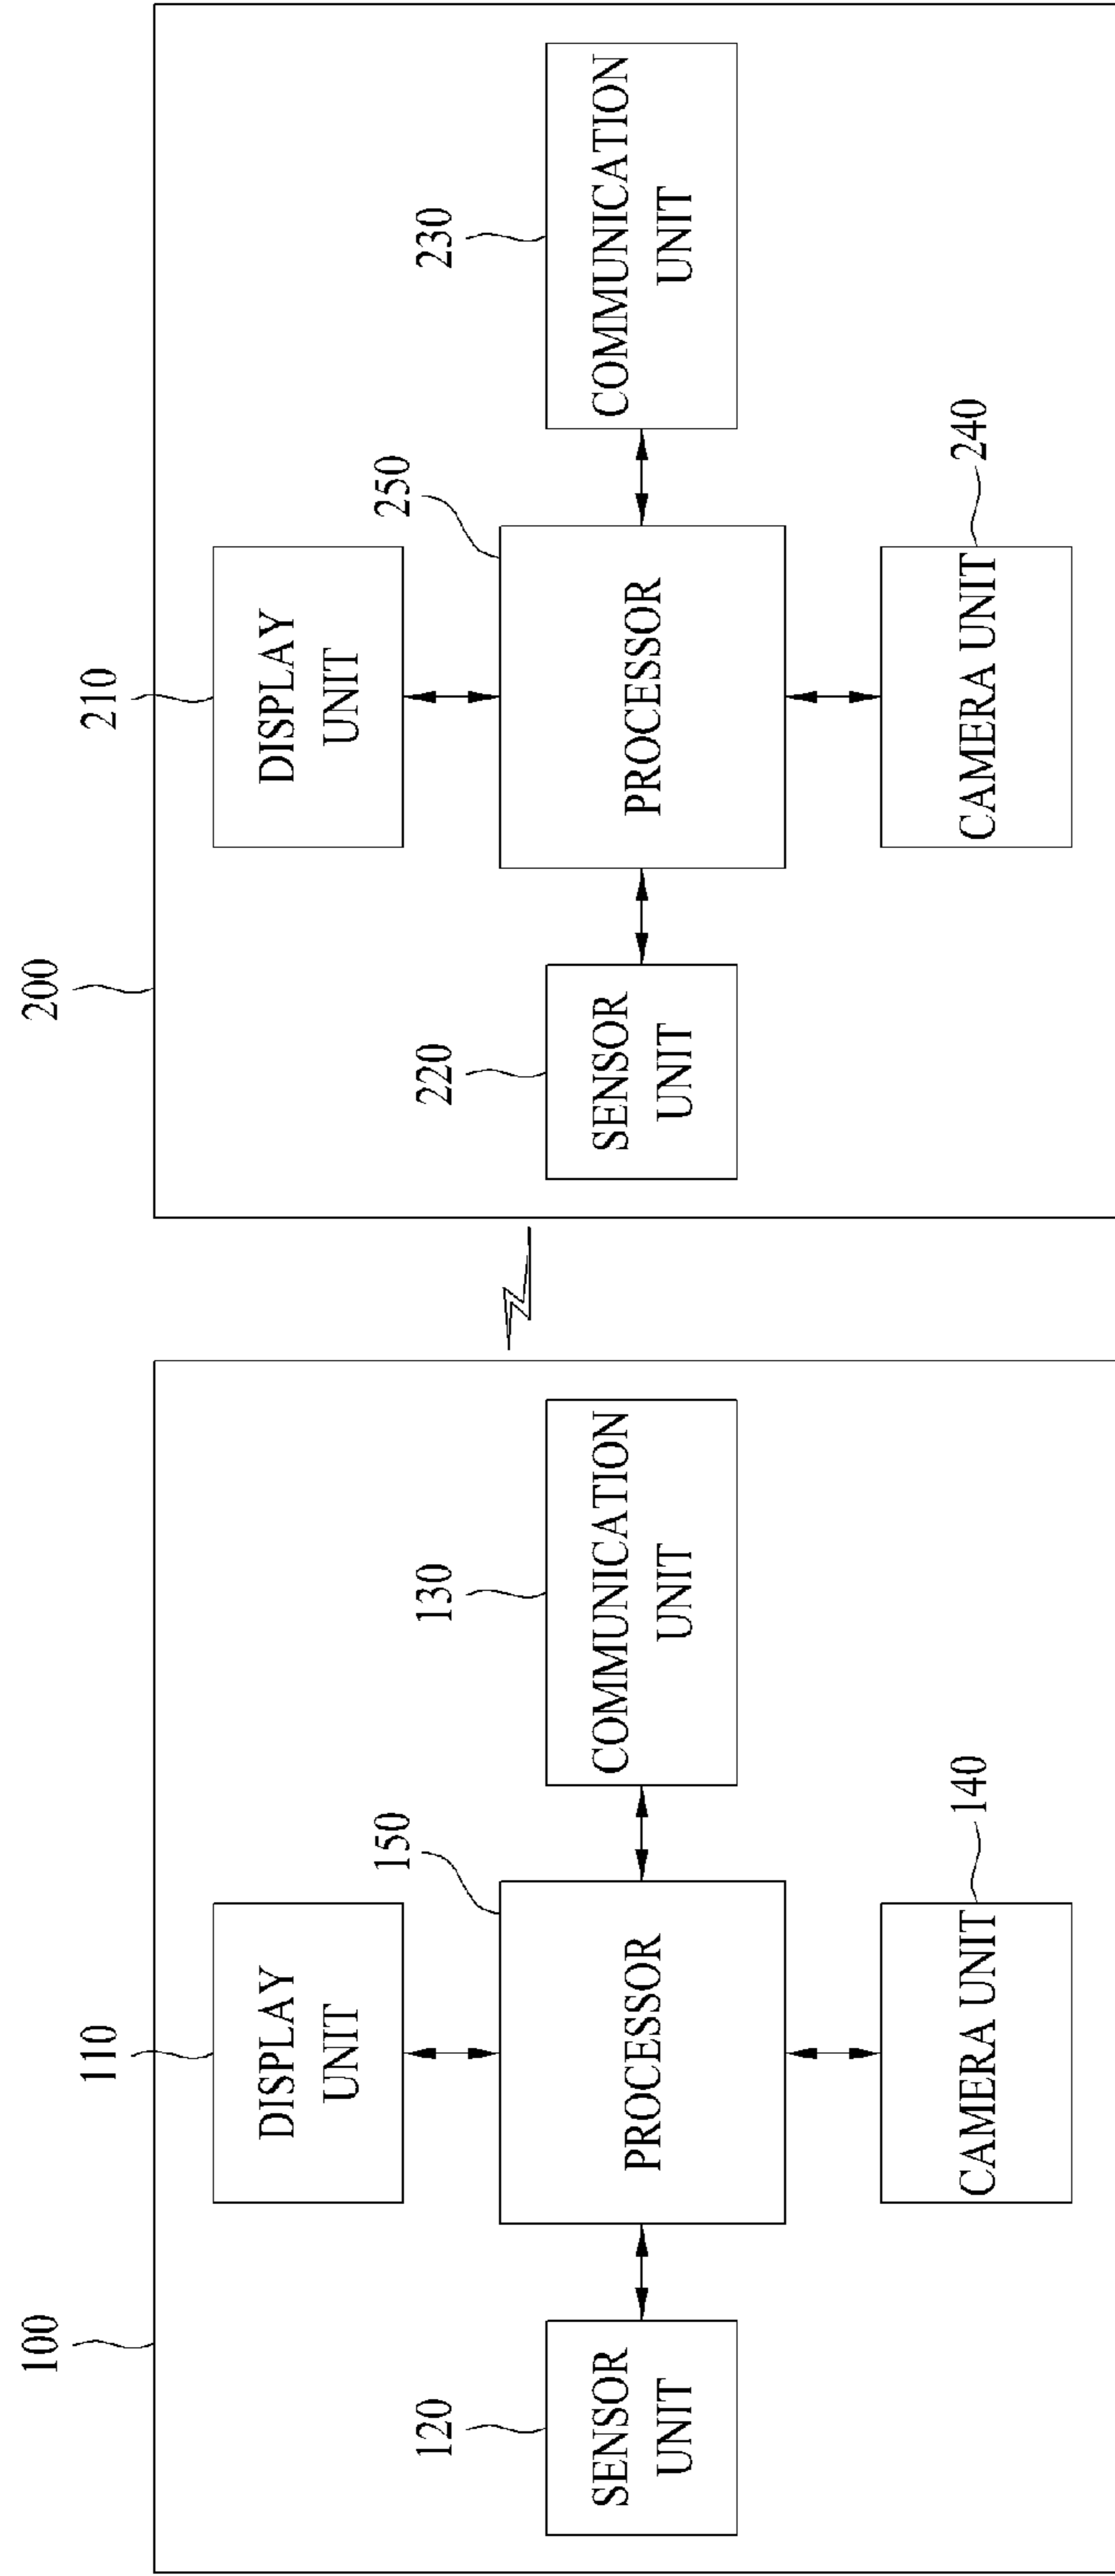 100
110
DISPLAY
UNIT
150
120
SENSOR
UNIT
PROCESSOR
130
COMMUNICATION
UNIT
140
CAMERA UNIT
200
210
DISPLAY
UNIT
250
220
SENSOR
UNIT
PROCESSOR
230
COMMUNICATION
UNIT
240
CAMERA UNIT